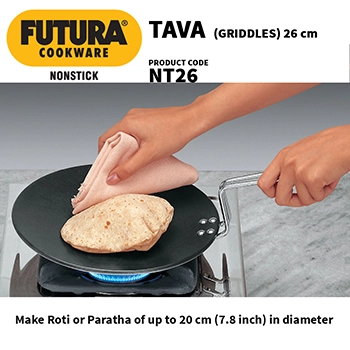 FUTURA®
COOKWARE
NONSTICK
TAVA (GRIDDLES) 26 cm
PRODUCT CODE
NT26
Make Roti or Paratha of up to 20 cm (7.8 inch) in diameter